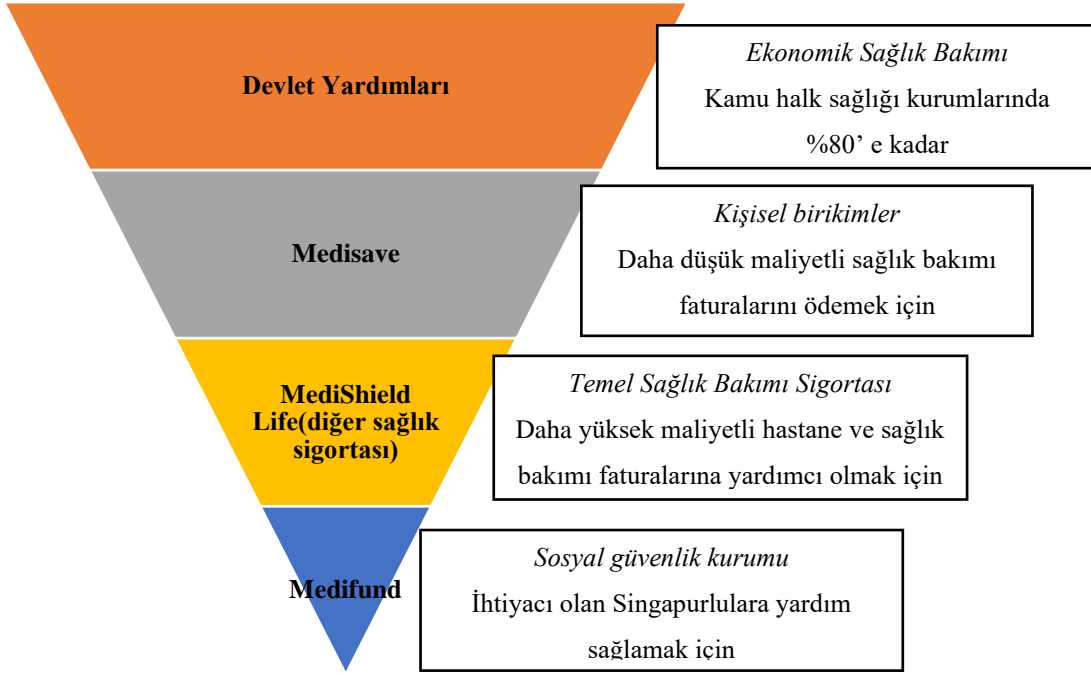 Devlet Yardımları
Ekonomik Sağlık Bakımı
Kamu halk sağlığı kurumlarında
%80’ e kadar
Medisave
Kişisel birikimler
Daha düşük maliyetli sağlık bakımı
faturalarını ödemek için
MediShield
Life(diğer sağlık
sigortası)
Temel Sağlık Bakımı Sigortası
Daha yüksek maliyetli hastane ve sağlık
bakımı faturalarına yardımcı olmak için
Medifund
Sosyal güvenlik kurumu
İhtiyacı olan Singapurlulara yardım
sağlamak için